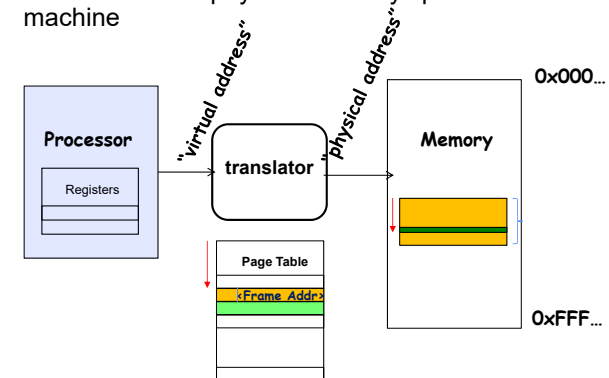 machine
"virtual address"
"physical address"
0x000…
Processor
translator
Memory
Registers
Page Table
<Frame Addr>
0xFFF…